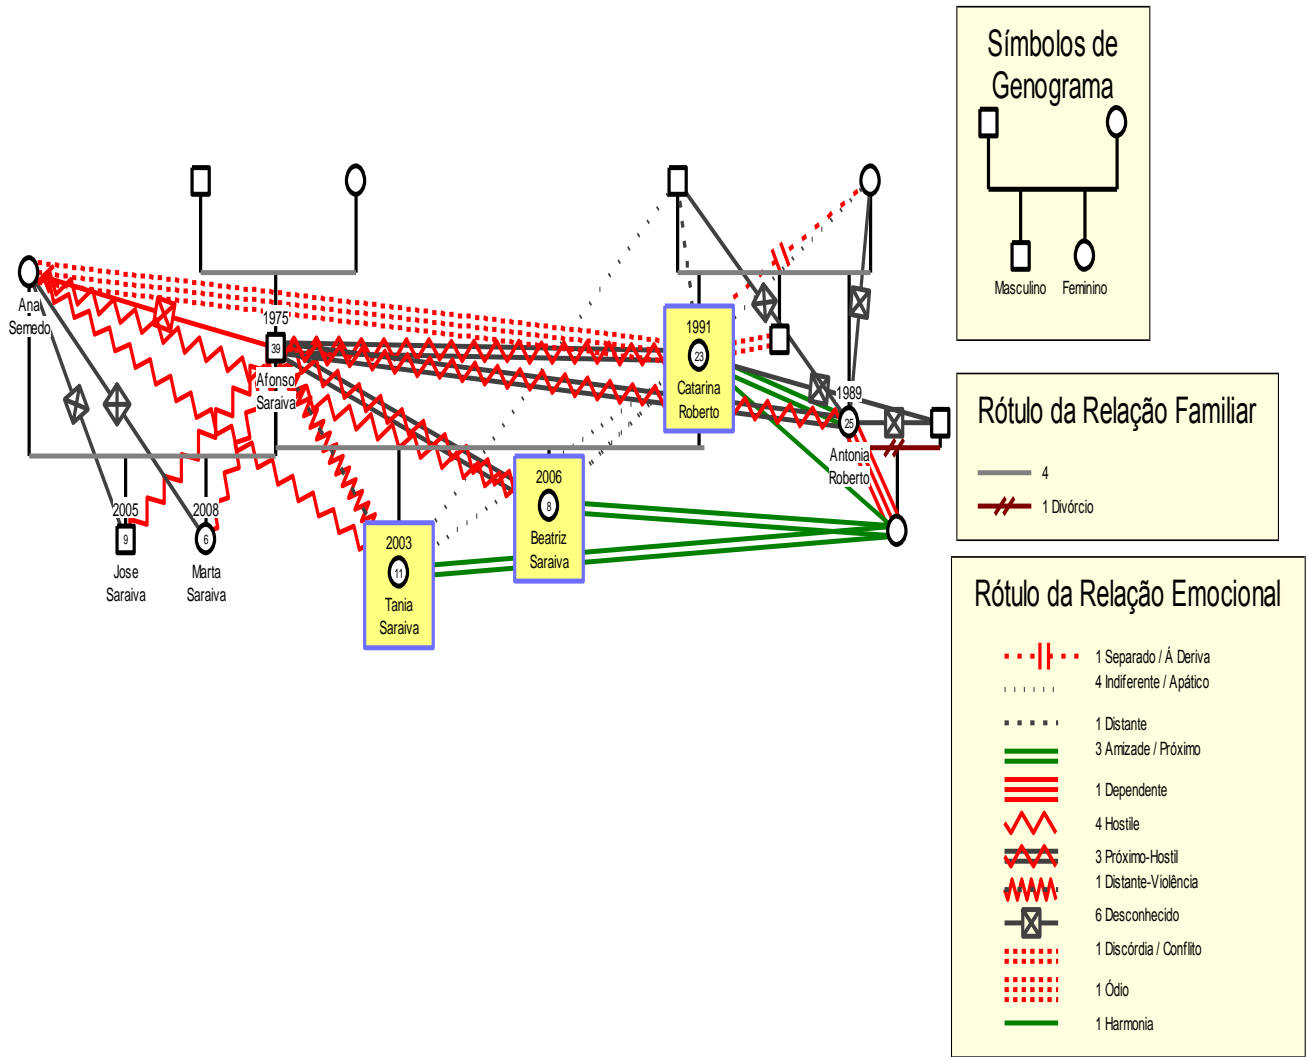 Símbolos de
Genograma
Masculino Feminino
Ana
Semedo
1975
39
Afonso
Saraiva
1991
23
Catarina
Roberto
1989
25
Antonia
Roberto
2005
9
Jose
Saraiva
2008
6
Marta
Saraiva
2003
11
Tania
Saraiva
2006
8
Beatriz
Saraiva
Rótulo da Relação Familiar
4
1 Divórcio
Rótulo da Relação Emocional
1 Separado / Á Deriva
4 Indiferente / Apático
1 Distante
3 Amizade / Próximo
1 Dependente
4 Hostile
3 Próximo-Hostil
1 Distante-Violência
6 Desconhecido
1 Discórdia / Conflito
1 Ódio
1 Harmonia